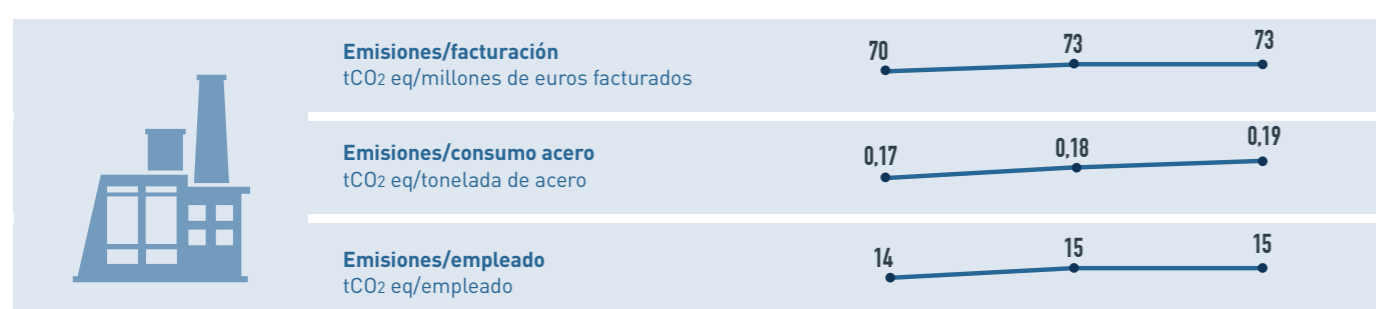 Emisiones/facturación
tCO2 eq/millones de euros facturados
70 73 73
Emisiones/consumo acero
tCO2 eq/tonelada de acero
0,17 0,18 0,19
Emisiones/empleado
tCO2 eq/empleado
14 15 15